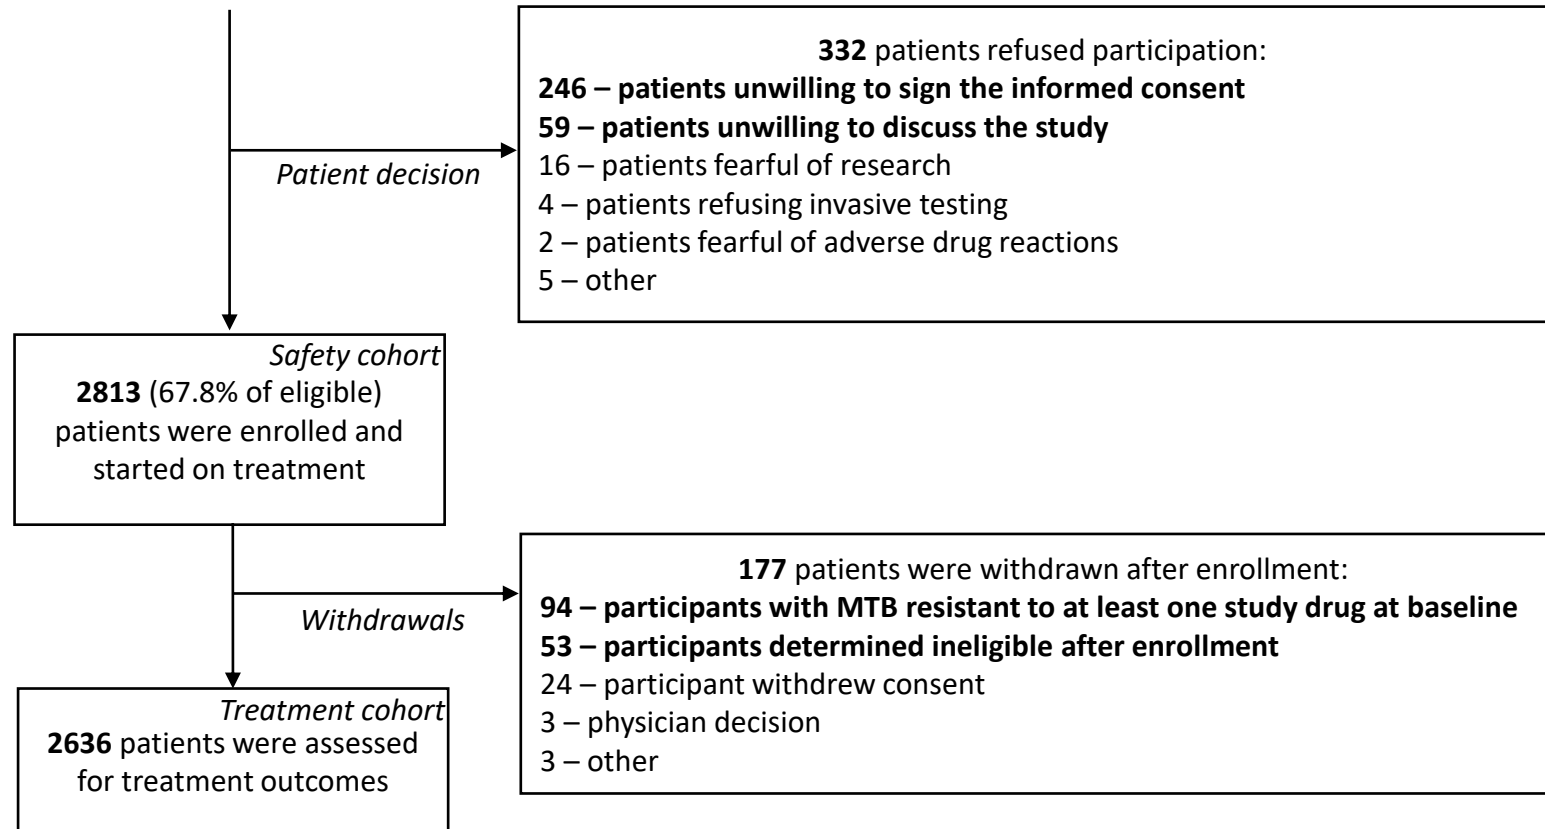 332 patients refused participation:
246 – patients unwilling to sign the informed consent
59 – patients unwilling to discuss the study
16 – patients fearful of research
4 – patients refusing invasive testing
2 – patients fearful of adverse drug reactions
5 – other
Patient decision
Safety cohort
2813 (67.8% of eligible)
patients were enrolled and
started on treatment
177 patients were withdrawn after enrollment:
94 – participants with MTB resistant to at least one study drug at baseline
53 – participants determined ineligible after enrollment
24 – participant withdrew consent
3 – physician decision
3 – other
Withdrawals
Treatment cohort
2636 patients were assessed
for treatment outcomes